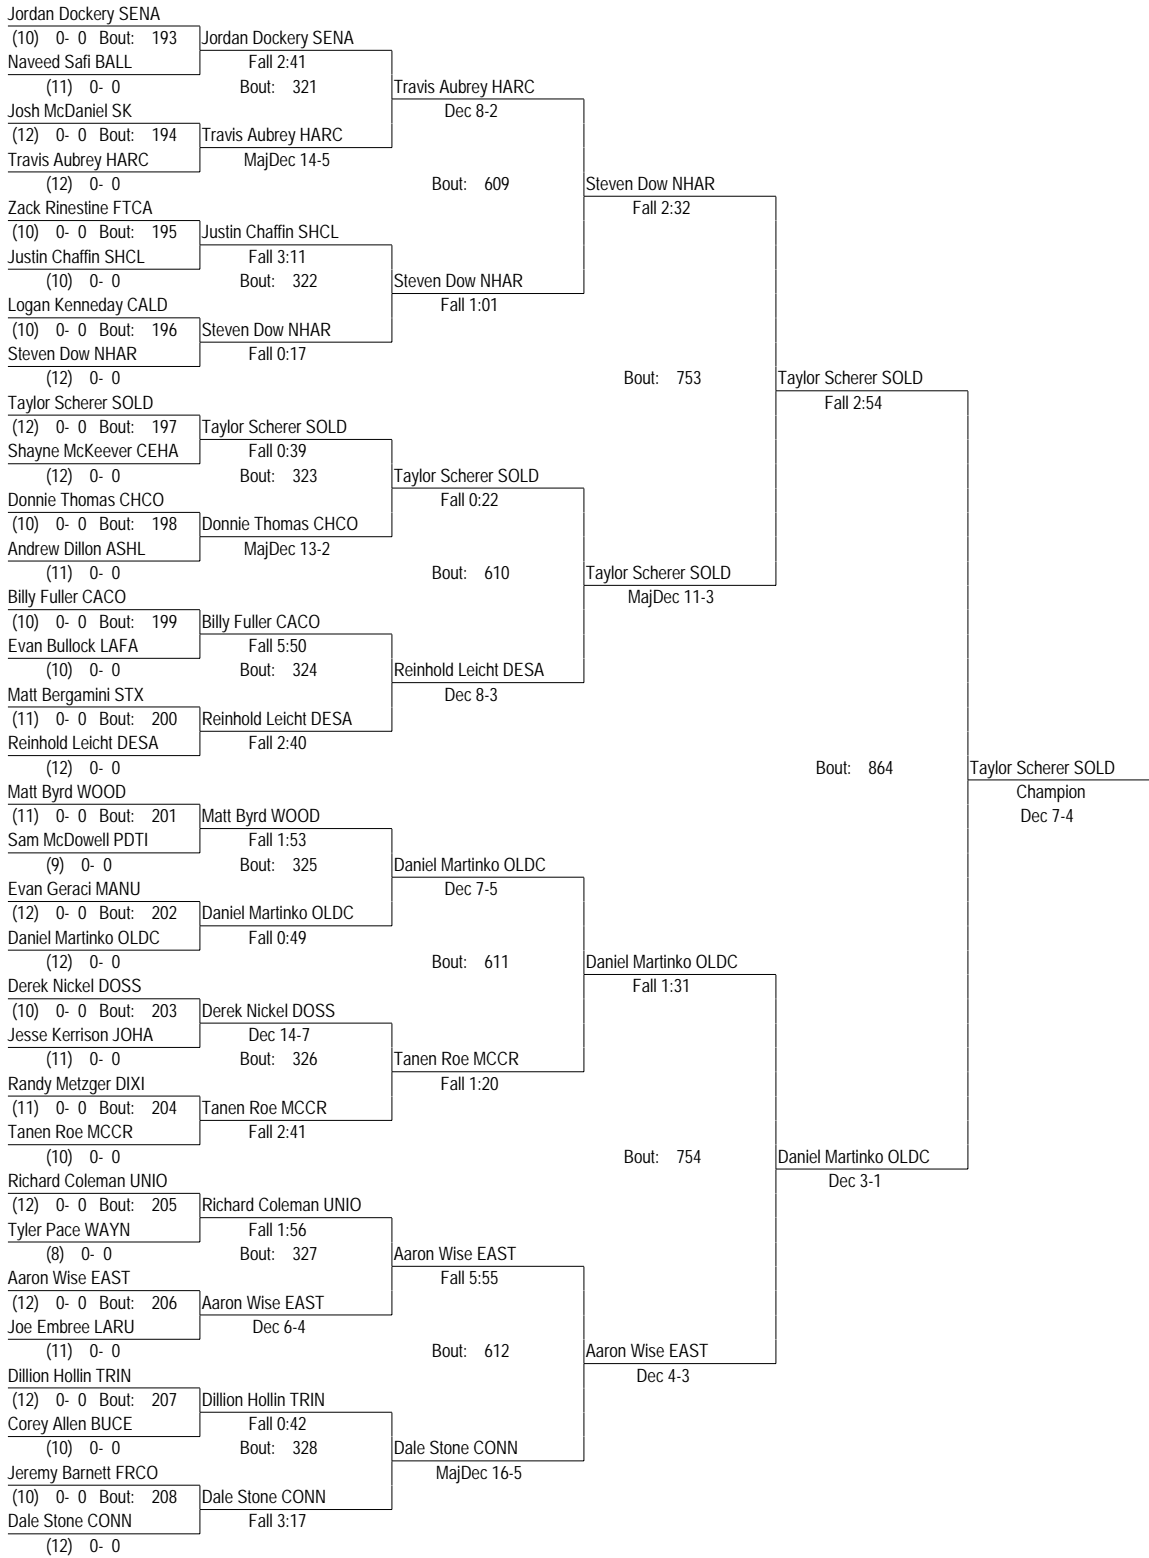 Jordan Dockery SENA
(10) 0- 0 Bout: 193 Jordan Dockery SENA
Naveed Safi BALL Fall 2:41
(11) 0- 0 Bout: 321 Travis Aubrey HARC
Josh McDaniel SK Dec 8-2
(12) 0- 0 Bout: 194 Travis Aubrey HARC
Travis Aubrey HARC MajDec 14-5
(12) 0- 0 Bout: 609 Steven Dow NHAR
Zack Rinestine FTCA Fall 2:32
(10) 0- 0 Bout: 195 Justin Chaffin SHCL
Justin Chaffin SHCL Fall 3:11
(10) 0- 0 Bout: 322 Steven Dow NHAR
Logan Kenneday CALD Fall 1:01
(10) 0- 0 Bout: 196 Steven Dow NHAR
Steven Dow NHAR Fall 0:17
(12) 0- 0 Bout: 753 Taylor Scherer SOLD
Taylor Scherer SOLD Fall 2:54
(12) 0- 0 Bout: 197 Taylor Scherer SOLD
Shayne McKeever CEHA Fall 0:39
(12) 0- 0 Bout: 323 Taylor Scherer SOLD
Donnie Thomas CHCO Fall 0:22
(10) 0- 0 Bout: 198 Donnie Thomas CHCO
Andrew Dillon ASHL MajDec 13-2
(11) 0- 0 Bout: 610 Taylor Scherer SOLD
Billy Fuller CACO MajDec 11-3
(10) 0- 0 Bout: 199 Billy Fuller CACO
Evan Bullock LAFA Fall 5:50
(10) 0- 0 Bout: 324 Reinhold Leicht DESA
Matt Bergamini STX Dec 8-3
(11) 0- 0 Bout: 200 Reinhold Leicht DESA
Reinhold Leicht DESA Fall 2:40
(12) 0- 0 Bout: 864 Taylor Scherer SOLD
Matt Byrd WOOD Champion
(11) 0- 0 Bout: 201 Matt Byrd WOOD Dec 7-4
Sam McDowell PDTI Fall 1:53
(9) 0- 0 Bout: 325 Daniel Martinko OLDC
Evan Geraci MANU Dec 7-5
(12) 0- 0 Bout: 202 Daniel Martinko OLDC
Daniel Martinko OLDC Fall 0:49
(12) 0- 0 Bout: 611 Daniel Martinko OLDC
Derek Nickel DOSS Fall 1:31
(10) 0- 0 Bout: 203 Derek Nickel DOSS
Jesse Kerrison JOHA Dec 14-7
(11) 0- 0 Bout: 326 Tanen Roe MCCR
Randy Metzger DIXI Fall 1:20
(11) 0- 0 Bout: 204 Tanen Roe MCCR
Tanen Roe MCCR Fall 2:41
(10) 0- 0 Bout: 754 Daniel Martinko OLDC
Richard Coleman UNIO Dec 3-1
(12) 0- 0 Bout: 205 Richard Coleman UNIO
Tyler Pace WAYN Fall 1:56
(8) 0- 0 Bout: 327 Aaron Wise EAST
Aaron Wise EAST Fall 5:55
(12) 0- 0 Bout: 206 Aaron Wise EAST
Joe Embree LARU Dec 6-4
(11) 0- 0 Bout: 612 Aaron Wise EAST
Dillion Hollin TRIN Dec 4-3
(12) 0- 0 Bout: 207 Dillion Hollin TRIN
Corey Allen BUCE Fall 0:42
(10) 0- 0 Bout: 328 Dale Stone CONN
Jeremy Barnett FRCO MajDec 16-5
(10) 0- 0 Bout: 208 Dale Stone CONN
Dale Stone CONN Fall 3:17
(12) 0- 0